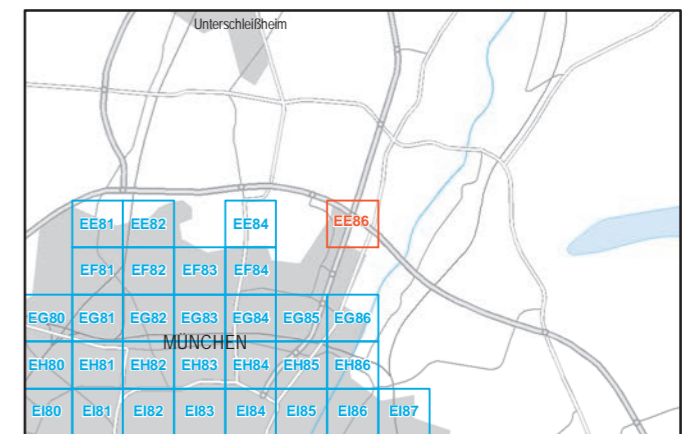 Unterschleißheim
EE81 EE82 EE84 EE86
EF81 EF82 EF83 EF84
EG80 EG81 EG82 EG83 EG84 EG85 EG86
MÜNCHEN
EH80 EH81 EH82 EH83 EH84 EH85 EH86
EI80 EI81 EI82 EI83 EI84 EI85 EI86 EI87